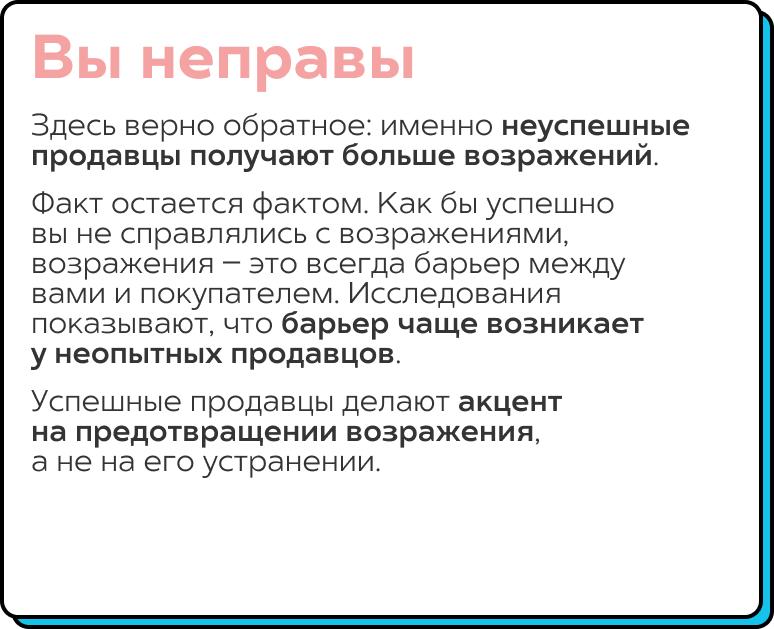 Вы неправы
Здесь верно обратное: именно неуспешные
продавцы получают больше возражений.
Факт остается фактом. Как бы успешно
вы не справлялись с возражениями,
возражения – это всегда барьер между
вами и покупателем. Исследования
показывают, что барьер чаще возникает
у неопытных продавцов.
Успешные продавцы делают акцент
на предотвращении возражения,
а не на его устранении.